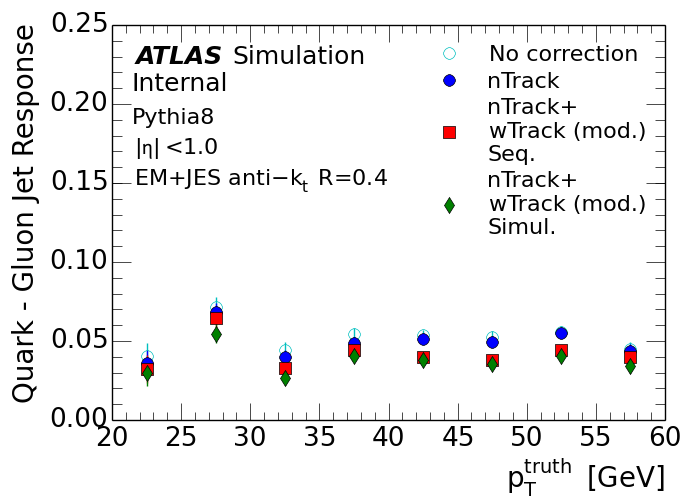 0.25
0.20
0.15
0.10
0.05
0.00
Quark - Gluon Jet Response
ATLAS Simulation
Internal
Pythia8
|η| <1.0
EM+JES anti−kt R=0.4
No correction
nTrack
nTrack+
wTrack (mod.)
Seq.
nTrack+
wTrack (mod.)
Simul.
20 25 30 35 40 45 50 55 60
pTtruth [GeV]